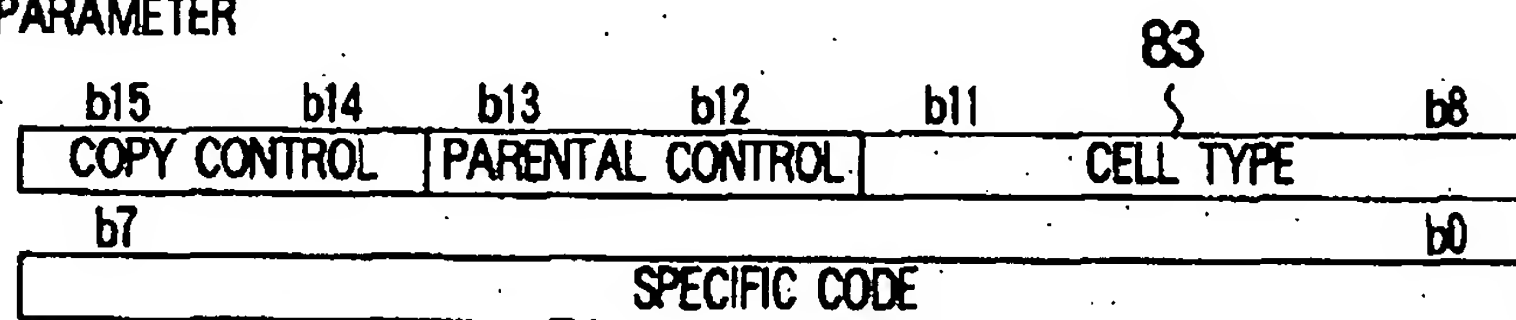 PARAMETER
83
b15 b14 b13 b12 b11 b8
COPY CONTROL PARENTAL CONTROL CELL TYPE
b7 b0
SPECIFIC CODE